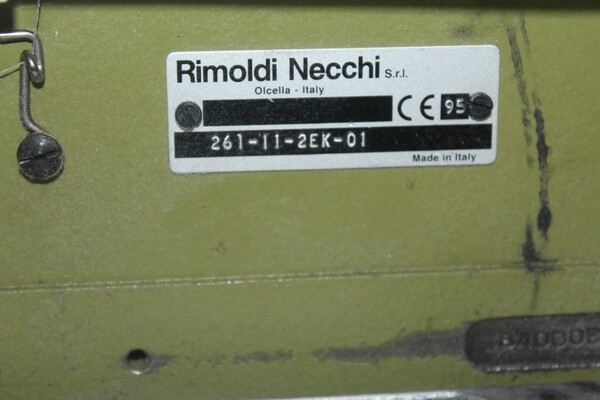 Rimoldi Necchi S.r.l.
Olcella - Italy
CE 95
261-11-2EK-01
Made in Italy